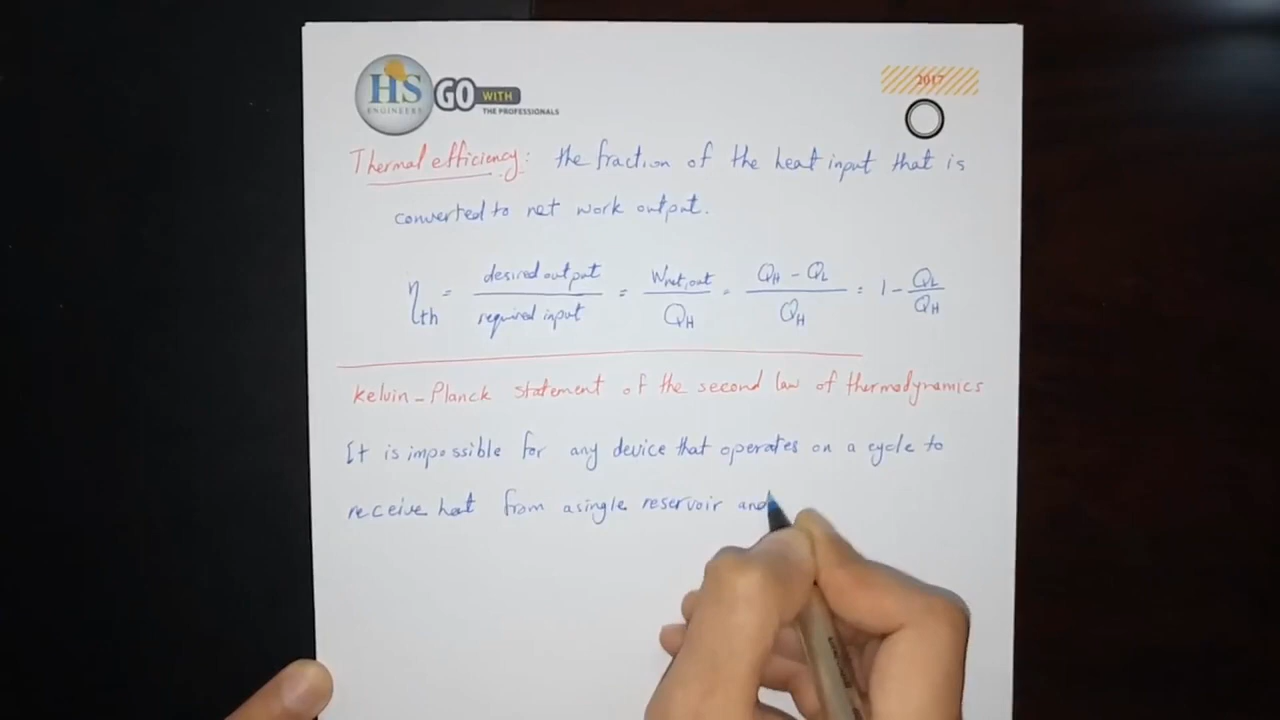 HS
ENGINEERS
GO WITH
THE PROFESSIONALS
2017
Thermal efficiency: the fraction of the heat input that is
converted to net work output.
ηth = desired output / required input = Wnet,out / QH = QH - QL / QH = 1 - QL / QH
Kelvin-Planck statement of the second law of thermodynamics
It is impossible for any device that operates on a cycle to
receive heat from a single reservoir and